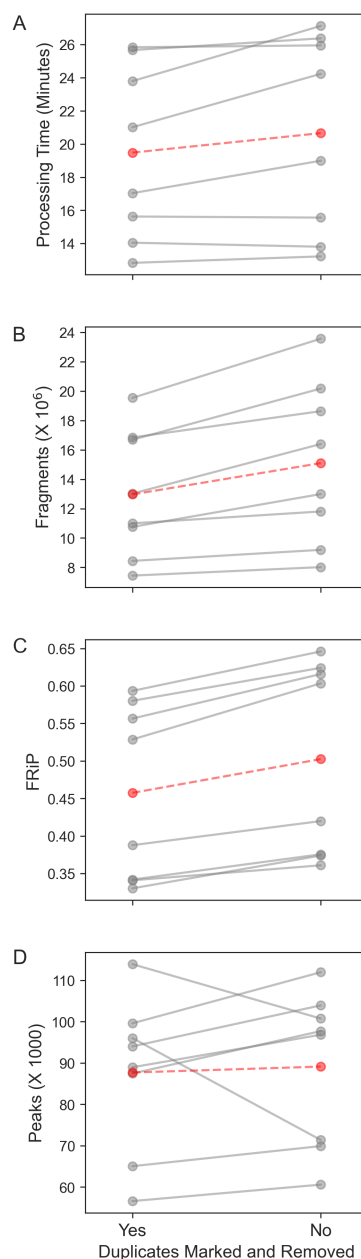 A
Processing Time (Minutes)
26
24
22
20
18
16
14
B
Fragments (X 10⁶)
24
22
20
18
16
14
12
10
8
C
FRiP
0.65
0.60
0.55
0.50
0.45
0.40
0.35
D
Peaks (X 1000)
110
100
90
80
70
60
Yes
No
Duplicates Marked and Removed